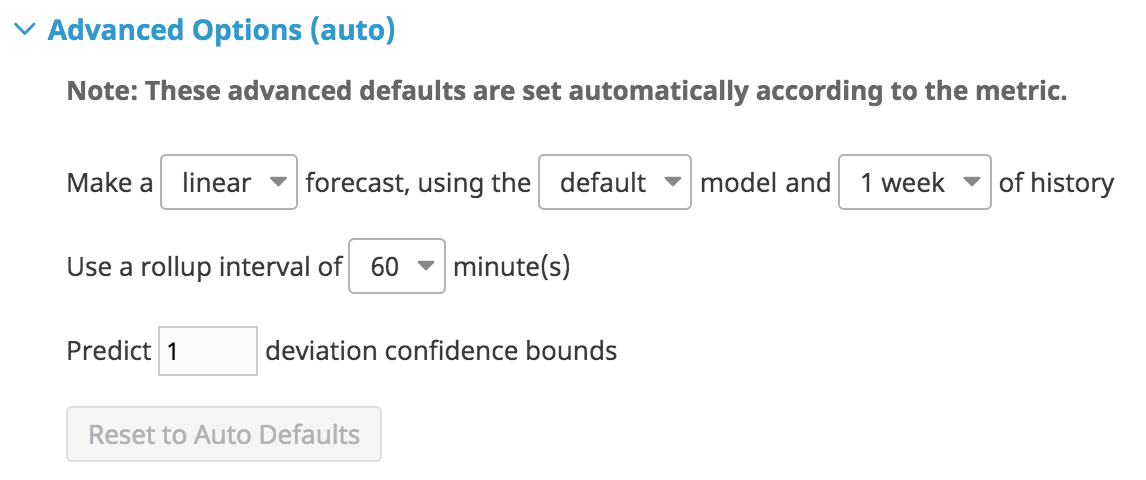 Advanced Options (auto)
Note: These advanced defaults are set automatically according to the metric.
Make a linear forecast, using the default model and 1 week of history
Use a rollup interval of 60 minute(s)
Predict 1 deviation confidence bounds
Reset to Auto Defaults